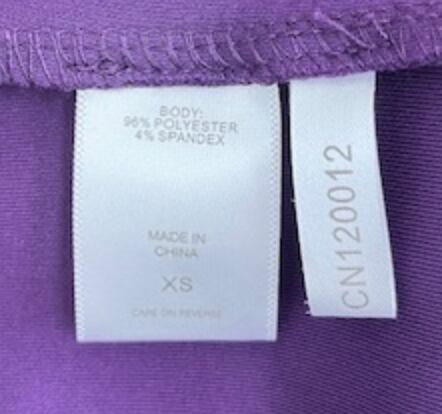 BODY:
96% POLYESTER
4% SPANDEX
MADE IN
CHINA
XS
CARE ON REVERSE
CN120012